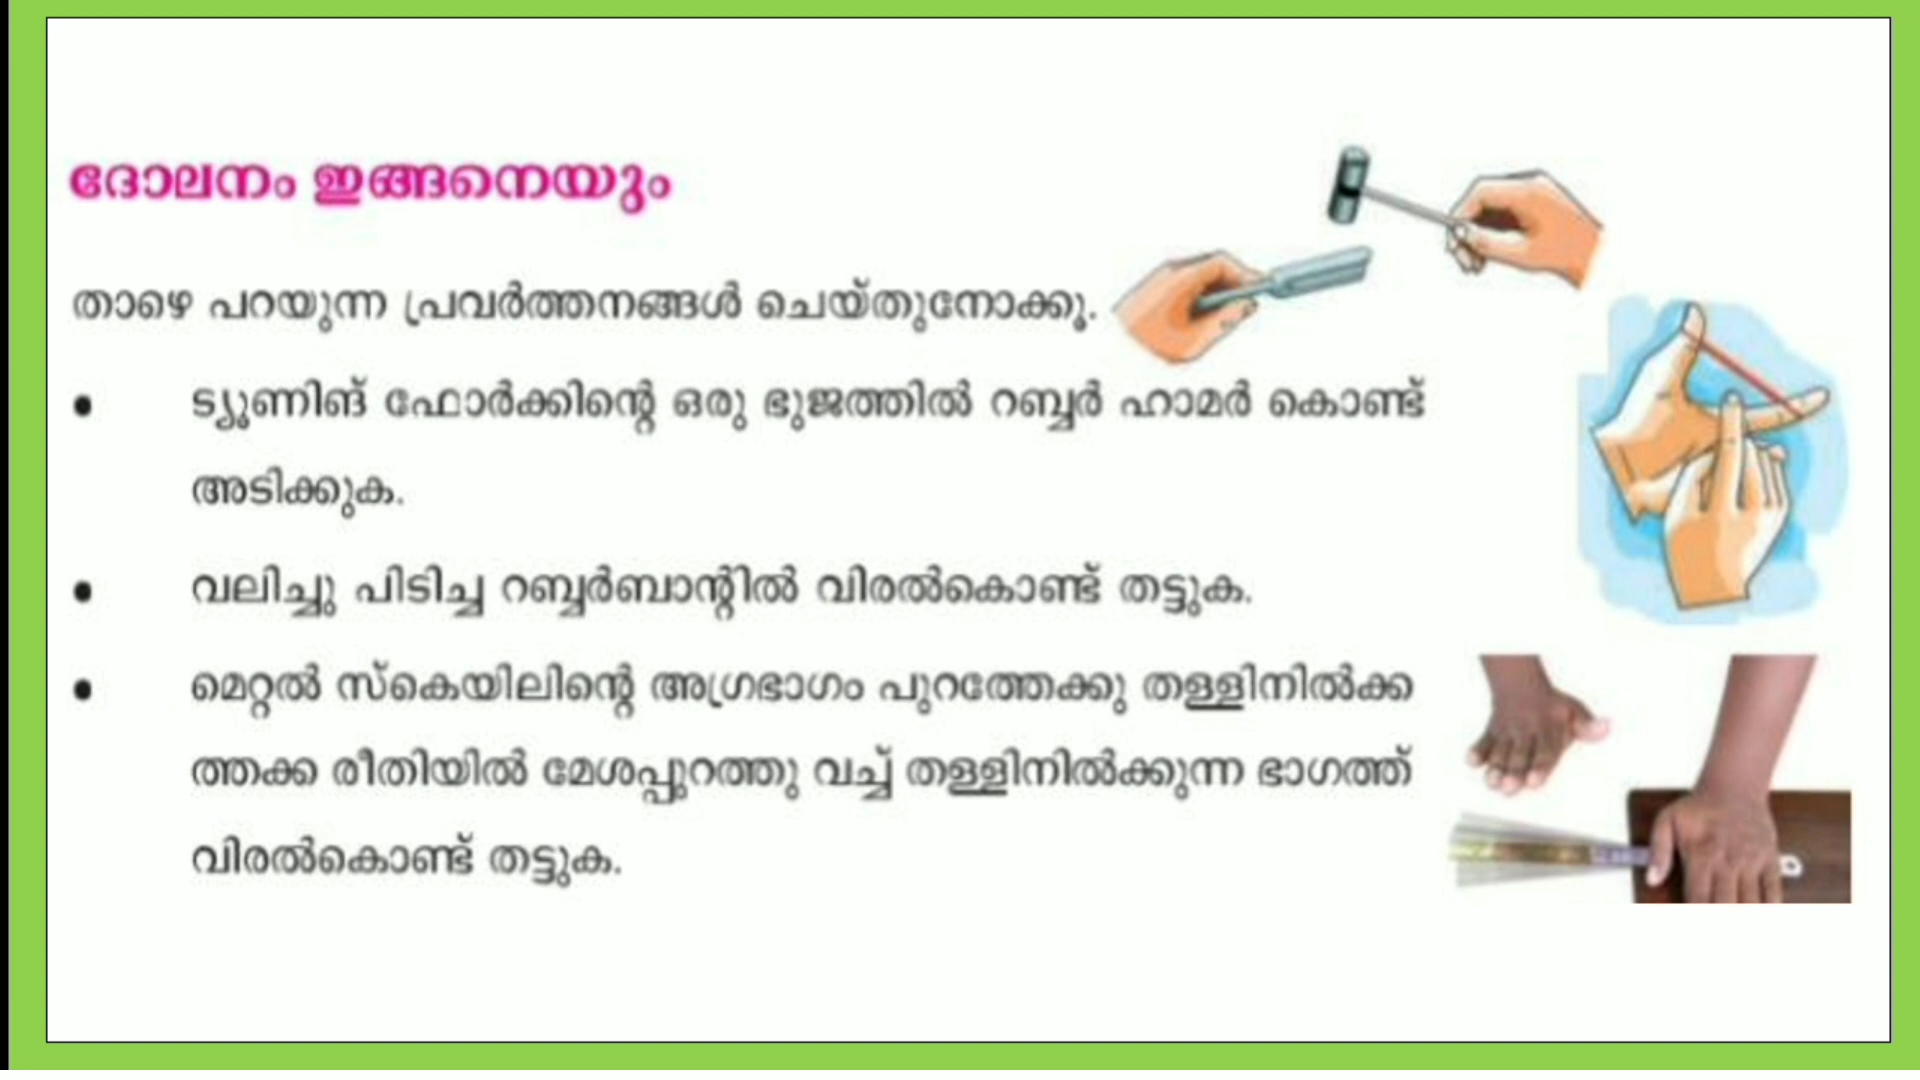 ദോലനം ഇങ്ങനെയും
താഴെ പറയുന്ന പ്രവർത്തനങ്ങൾ ചെയ്തുനോക്കൂ.
• ട്യൂണിങ് ഫോർക്കിന്റെ ഒരു ഭുജത്തിൽ റബ്ബർ ഹാമർ കൊണ്ട്
അടിക്കുക.
• വലിച്ചു പിടിച്ച റബ്ബർബാന്റിൽ വിരൽകൊണ്ട് തട്ടുക.
• മെറ്റൽ സ്കെയിലിന്റെ അഗ്രഭാഗം പുറത്തേക്കു തള്ളിനിൽക്ക
ത്തക്ക രീതിയിൽ മേശപ്പുറത്തു വച്ച് തള്ളിനിൽക്കുന്ന ഭാഗത്ത്
വിരൽകൊണ്ട് തട്ടുക.